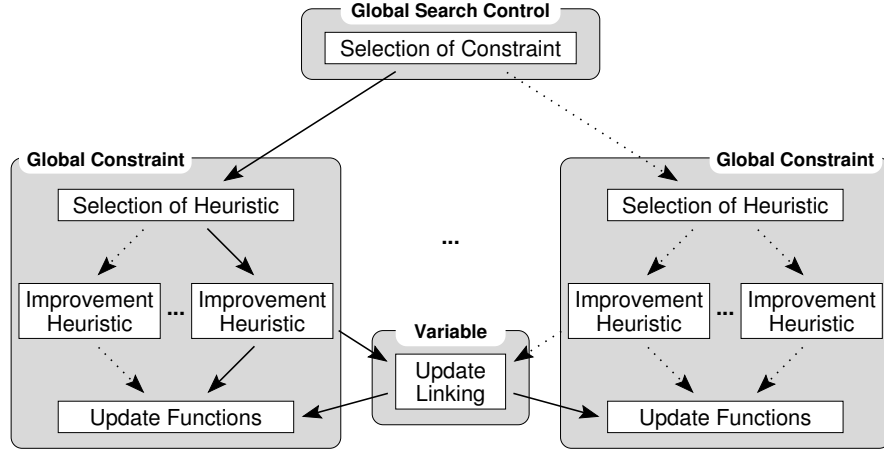 Global Search Control
Selection of Constraint
Global Constraint
Selection of Heuristic
Improvement
Heuristic
...
Improvement
Heuristic
Update Functions
...
Variable
Update
Linking
Global Constraint
Selection of Heuristic
Improvement
Heuristic
...
Improvement
Heuristic
Update Functions